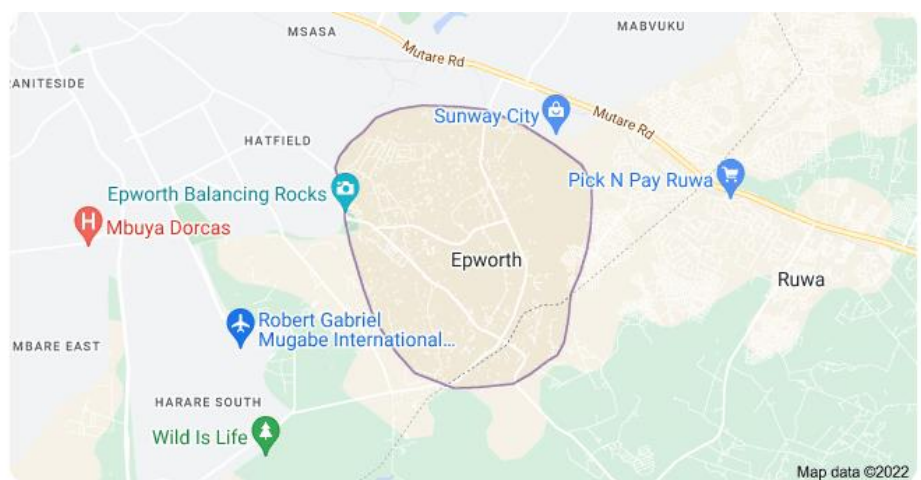 MSASA
MABVUKU
Mutare Rd
RANITESIDE
Sunway City
Mutare Rd
HATFIELD
Pick N Pay Ruwa
Epworth Balancing Rocks
H
Mbuya Dorcas
Epworth
Ruwa
Robert Gabriel
Mugabe International...
MBARE EAST
HARARE SOUTH
Wild Is Life
Map data ©2022